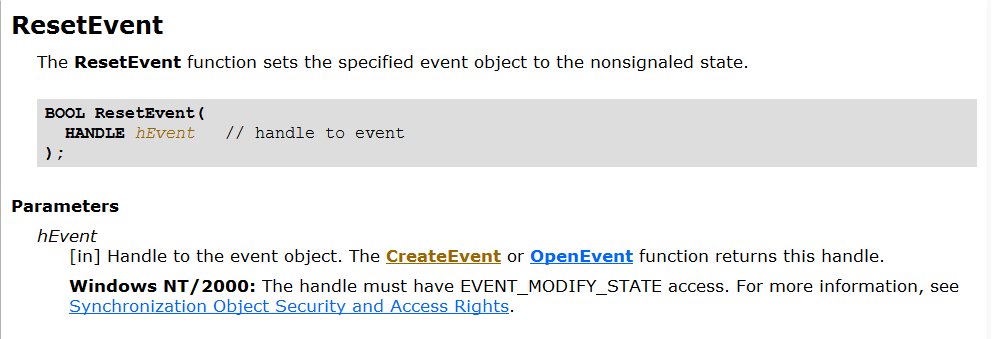 ResetEvent
The ResetEvent function sets the specified event object to the nonsignaled state.
BOOL ResetEvent(
HANDLE hEvent // handle to event
);
Parameters
hEvent
[in] Handle to the event object. The CreateEvent or OpenEvent function returns this handle.
Windows NT/2000: The handle must have EVENT_MODIFY_STATE access. For more information, see
Synchronization Object Security and Access Rights.